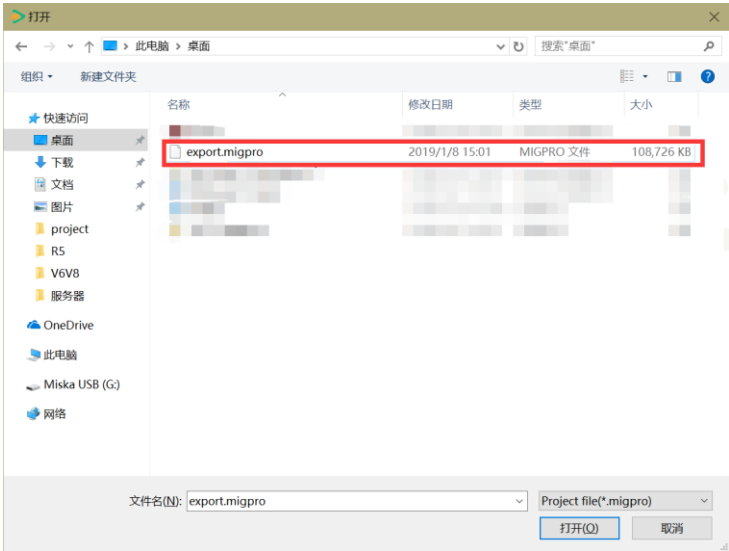 打开
此电脑 › 桌面
搜索"桌面"
组织
新建文件夹
名称 修改日期 类型 大小
快速访问
桌面
export.migpro 2019/1/8 15:01 MIGPRO 文件 108,726 KB
下载
文档
图片
project
R5
V6V8
服务器
OneDrive
此电脑
Miska USB (G:)
网络
文件名(N): export.migpro Project file(*.migpro)
打开(O) 取消